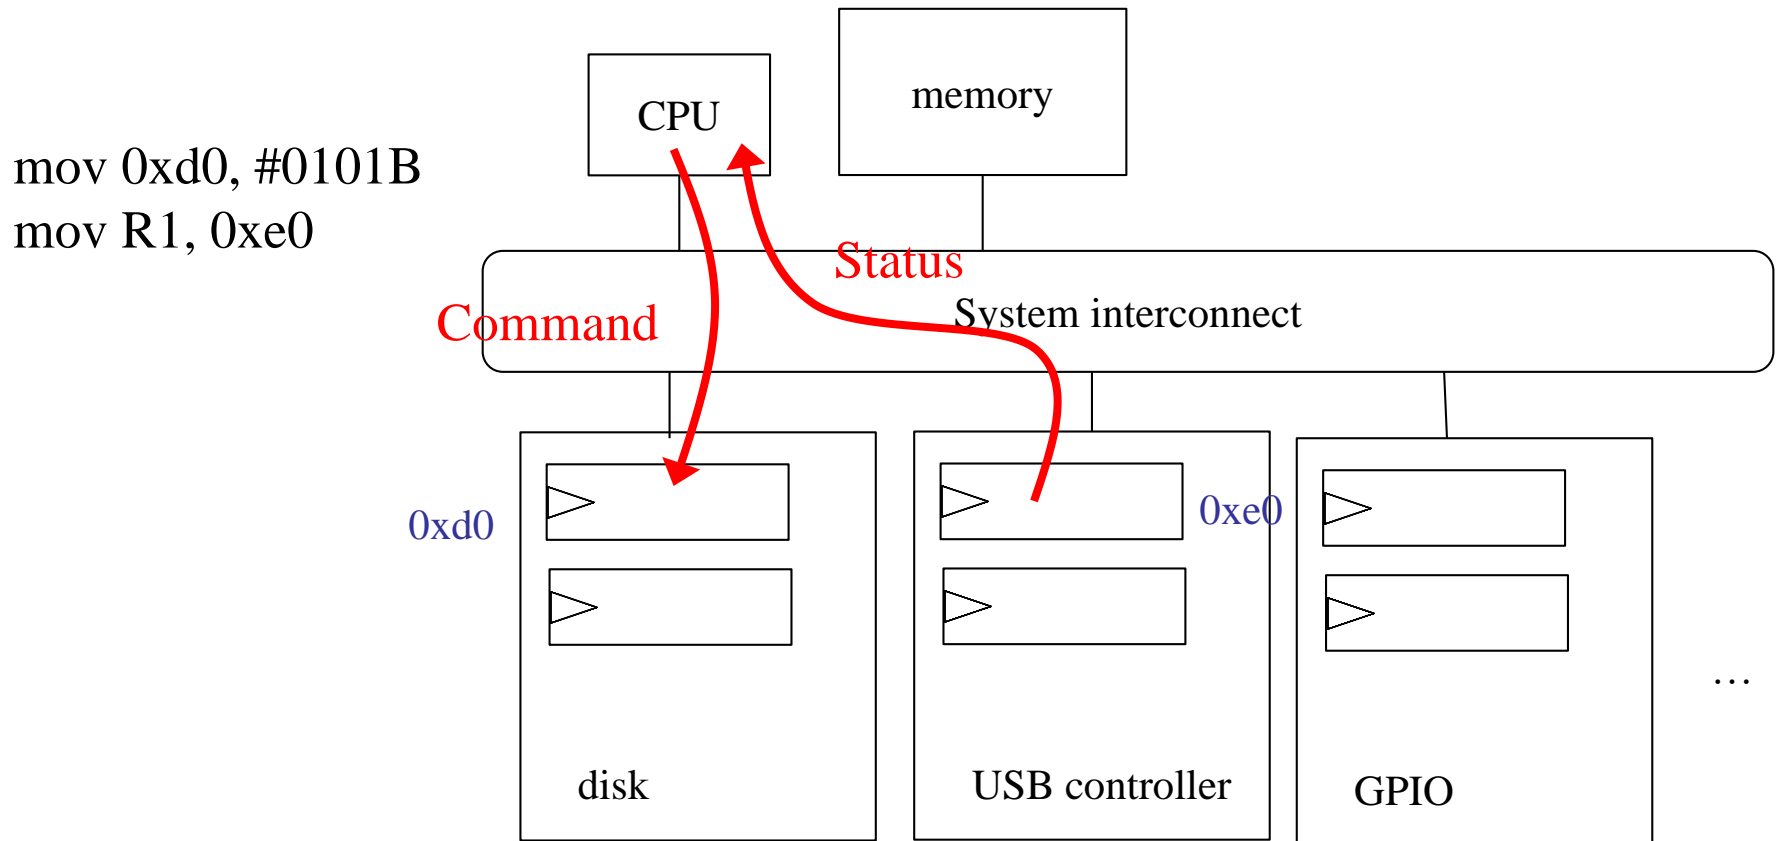 memory
CPU
mov 0xd0, #0101B
mov R1, 0xe0
Status
Command
System interconnect
0xd0
0xe0
…
disk
USB controller
GPIO